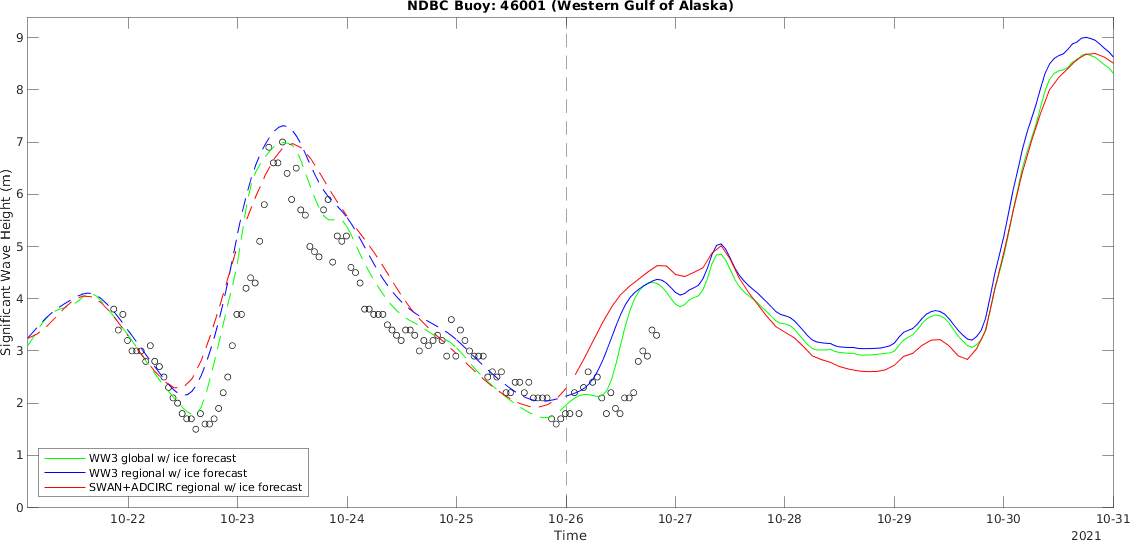 NDBC Buoy: 46001 (Western Gulf of Alaska)
Significant Wave Height (m)
9
8
7
6
5
4
3
2
1
0
WW3 global w/ ice forecast
WW3 regional w/ ice forecast
SWAN+ADCIRC regional w/ ice forecast
10-22 10-23 10-24 10-25 10-26 10-27 10-28 10-29 10-30 10-31
Time
2021